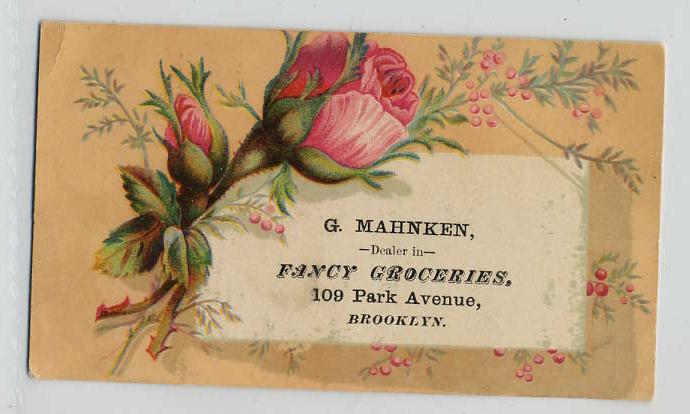 G. MAHNKEN,
—Dealer in—
FANCY GROCERIES,
109 Park Avenue,
BROOKLYN.